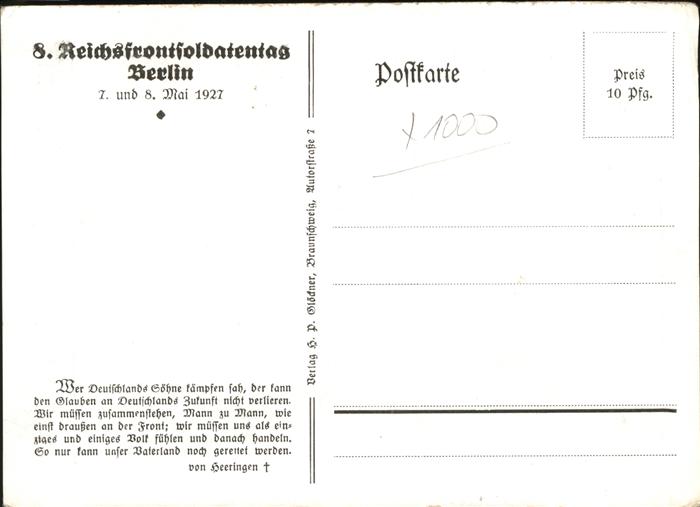 8. Reichsfrontsoldatentag
Berlin
7. und 8. Mai 1927
Wer Deutschlands Söhne kämpfen sah, der kann
den Glauben an Deutschlands Zukunft nicht verlieren.
Wir müssen zusammenstehen, Mann zu Mann, wie
einst draußen an der Front; wir müssen uns als ein-
ziges und einiges Volk fühlen und danach handeln.
So nur kann unser Vaterland noch gerettet werden.
von Heeringen †
Verlag H. P. Glöckner, Braunschweig, Autorstraße 7
Postkarte
Preis
10 Pfg.
x 1000